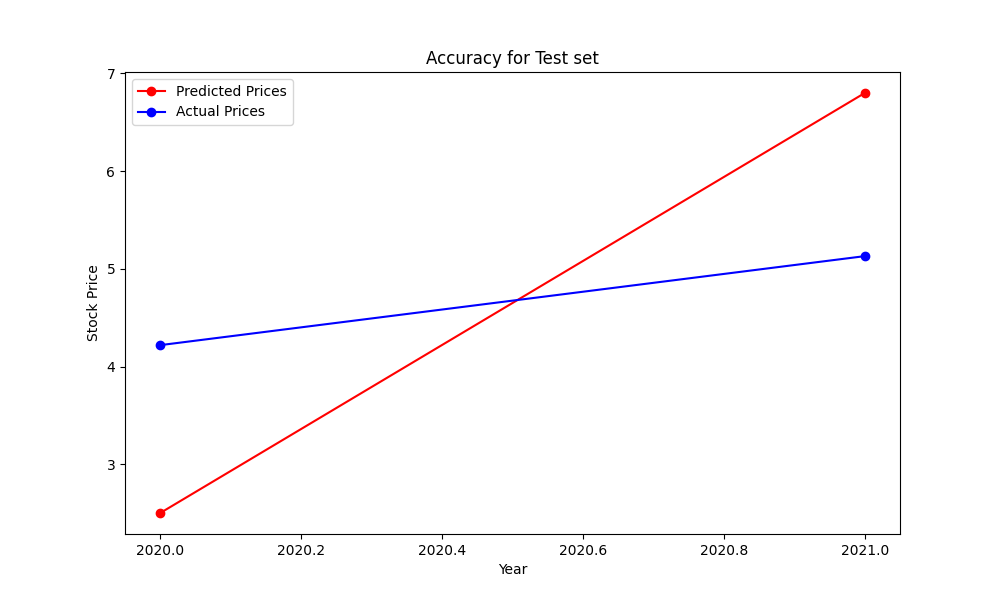 Accuracy for Test set
Predicted Prices
Actual Prices
7
6
5
4
3
Stock Price
2020.0 2020.2 2020.4 2020.6 2020.8 2021.0
Year